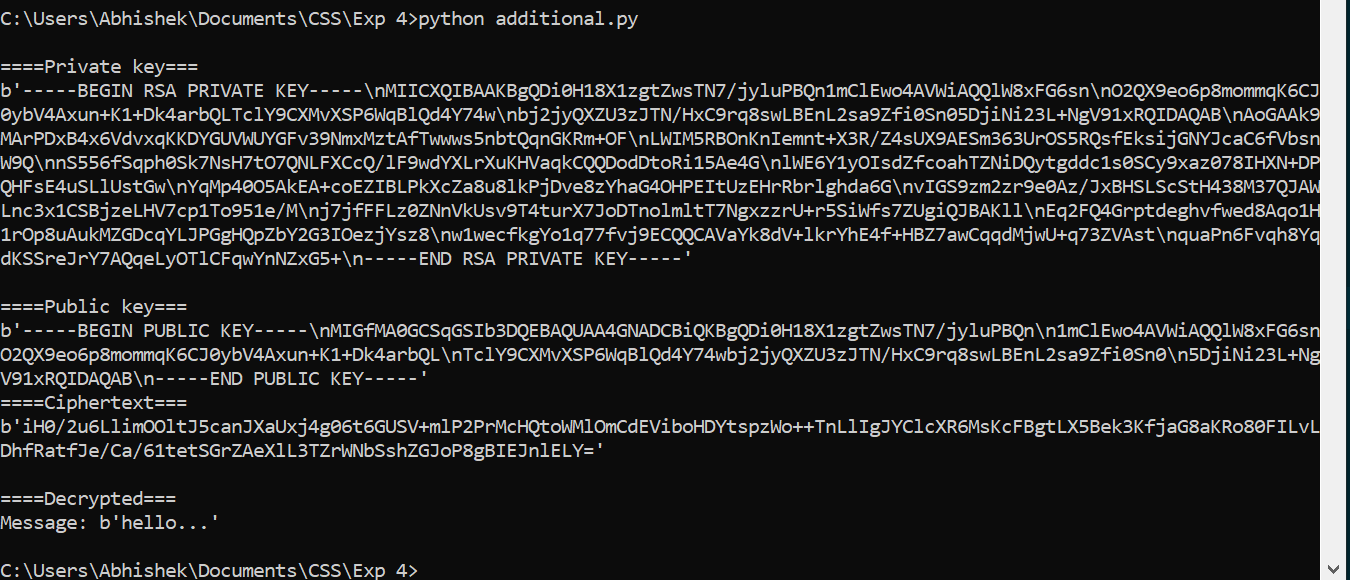 C:\Users\Abhishek\Documents\CSS\Exp 4>python additional.py
====Private key===
b'-----BEGIN RSA PRIVATE KEY-----\nMIICXQIBAAKBgQDi0H18X1zgtZwsTN7/jyluPBQn1mClEwo4AVWiAQQlW8xFG6sn\nO2QX9eo6p8mommqK6CJ
0ybV4Axun+K1+Dk4arbQLTclY9CXMvXSP6WqBlQd4Y74w\nbj2jyQXZU3zJTN/HxC9rq8swLBEnL2sa9Zfi0Sn05DjiNi23L+NgV91xRQIDAQAB\nAoGAAk9
MArPDxB4x6VdvxqKKDYGUVWUYGFv39NmxMztAfTwwws5nbtQqnGKRm+OF\nLWIM5RBOnKnIemnt+X3R/Z4sUX9AESm363UrOS5RQsfEksijGNYJcaC6fVbsn
W9Q\nnS556fSqph0Sk7NsH7tO7QNLFXCcQ/lF9wdYXLrXuKHVaqkCQQDodDtoRi15Ae4G\nlWE6Y1yOIsdZfcoahTZNiDQytgddc1s0SCy9xaz078IHXN+DP
QHFsE4uSLlUstGw\nYqMp40O5AkEA+coEZIBLPkXcZa8u8lkPjDve8zYhaG4OHPEItUzEHrRbrlghda6G\nvIGS9zm2zr9e0Az/JxBHSLScStH438M37QJAW
Lnc3x1CSBjzeLHV7cp1To951e/M\nj7jfFFLz0ZNnVkUsv9T4turX7JoDTnolmltT7NgxzzrU+r5SiWfs7ZUgiQJBAKll\nEq2FQ4Grptdeghvfwed8Aqo1H
1rOp8uAukMZGDcqYLJPGgHQpZbY2G3IOezjYsz8\nw1wecfkgYo1q77fvj9ECQQCAVaYk8dV+lkrYhE4f+HBZ7awCqqdMjwU+q73ZVAst\nquaPn6Fvqh8Yq
dKSSreJrY7AQqeLyOTlCFqwYnNZxG5+\n-----END RSA PRIVATE KEY-----'
====Public key===
b'-----BEGIN PUBLIC KEY-----\nMIGfMA0GCSqGSIb3DQEBAQUAA4GNADCBiQKBgQDi0H18X1zgtZwsTN7/jyluPBQn\n1mClEwo4AVWiAQQlW8xFG6sn
O2QX9eo6p8mommqK6CJ0ybV4Axun+K1+Dk4arbQL\nTclY9CXMvXSP6WqBlQd4Y74wbj2jyQXZU3zJTN/HxC9rq8swLBEnL2sa9Zfi0Sn0\n5DjiNi23L+Ng
V91xRQIDAQAB\n-----END PUBLIC KEY-----'
====Ciphertext===
b'iH0/2u6LlimOOltJ5canJXaUxj4g06t6GUSV+mlP2PrMcHQtoWMlOmCdEViboHDYtspzWo++TnLlIgJYClcXR6MsKcFBgtLX5Bek3KfjaG8aKRo80FILvL
DhfRatfJe/Ca/61tetSGrZAeXlL3TZrWNbSshZGJoP8gBIEJnlELY='
====Decrypted===
Message: b'hello...'
C:\Users\Abhishek\Documents\CSS\Exp 4>